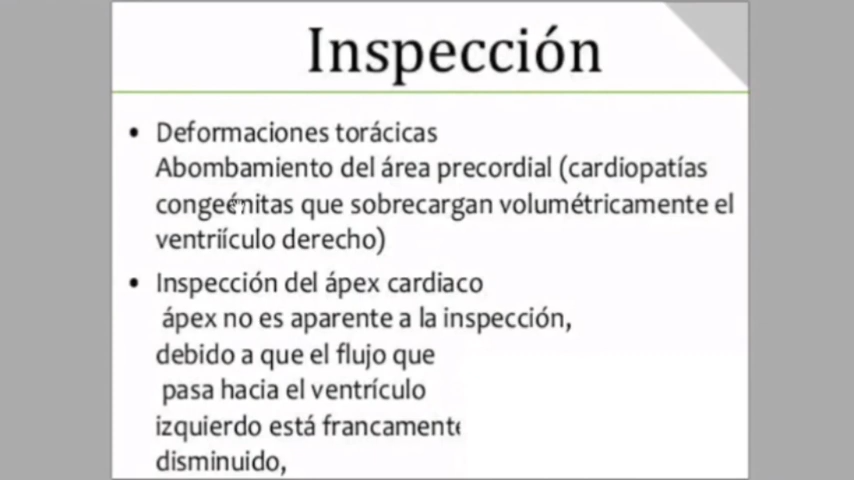 Inspección
• Deformaciones torácicas
Abombamiento del área precordial (cardiopatías
congeénitas que sobrecargan volumétricamente el
ventriículo derecho)
• Inspección del ápex cardiaco
ápex no es aparente a la inspección,
debido a que el flujo que
pasa hacia el ventrículo
izquierdo está francamente
disminuido,